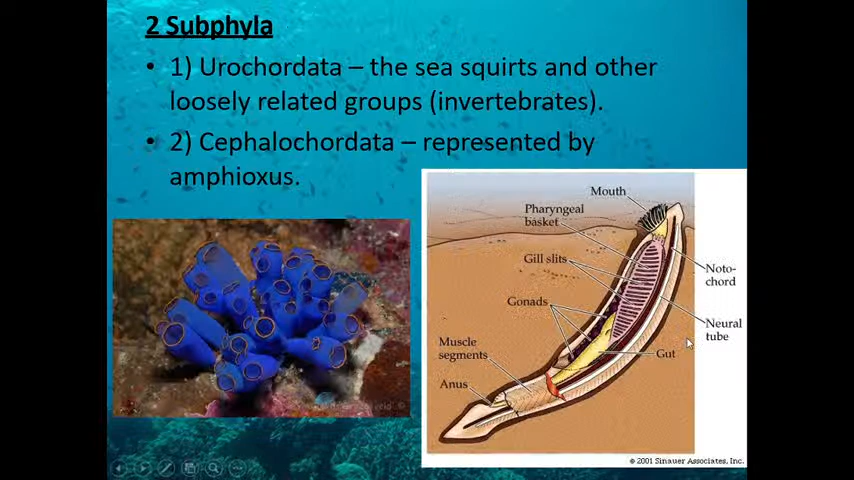 2 Subphyla
• 1) Urochordata – the sea squirts and other
loosely related groups (invertebrates).
• 2) Cephalochordata – represented by
amphioxus.
Mouth
Pharyngeal
basket
Gill slits
Noto-
chord
Gonads
Neural
tube
Muscle
segments
Gut
Anus
© 2001 Sinauer Associates, Inc.